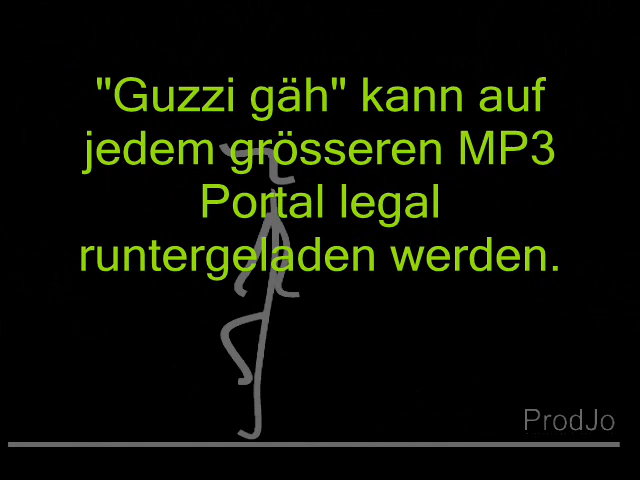 "Guzzi gäh" kann auf
jedem grösseren MP3
Portal legal
runtergeladen werden.
ProdJo